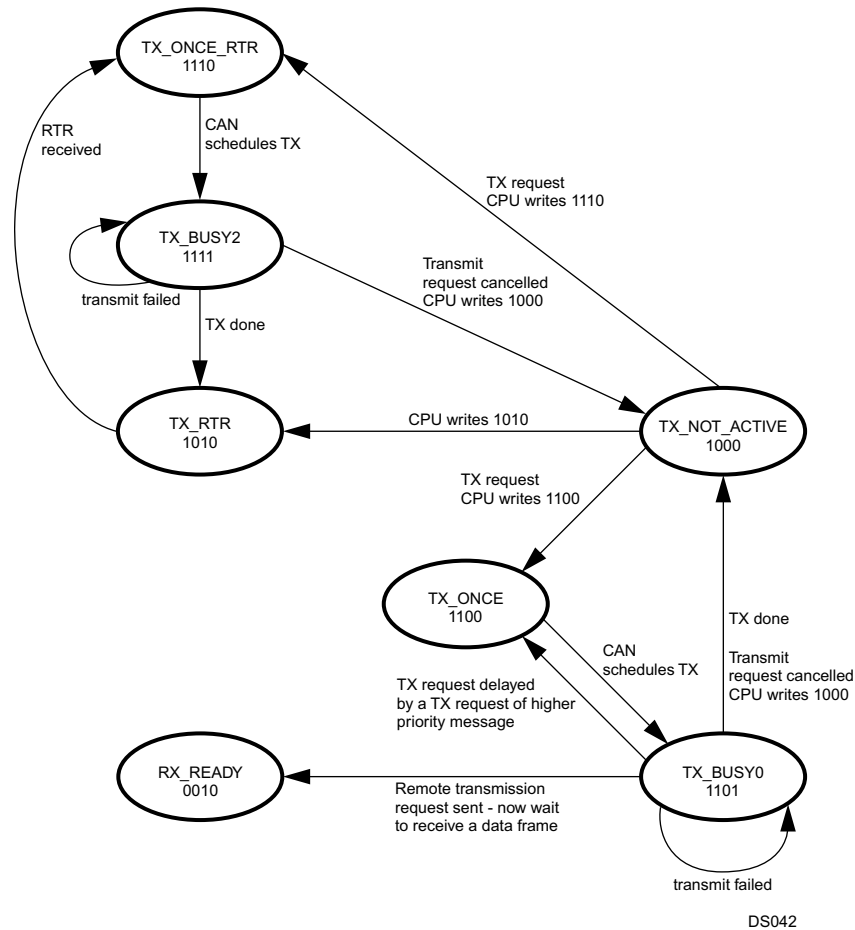 TX_ONCE_RTR
1110
RTR
received
CAN
schedules TX
TX request
CPU writes 1110
TX_BUSY2
1111
transmit failed
Transmit
request cancelled
CPU writes 1000
TX done
TX_RTR
1010
CPU writes 1010
TX_NOT_ACTIVE
1000
TX request
CPU writes 1100
TX_ONCE
1100
CAN
schedules TX
TX done
Transmit
request cancelled
CPU writes 1000
TX request delayed
by a TX request of higher
priority message
RX_READY
0010
Remote transmission
request sent - now wait
to receive a data frame
TX_BUSY0
1101
transmit failed
DS042